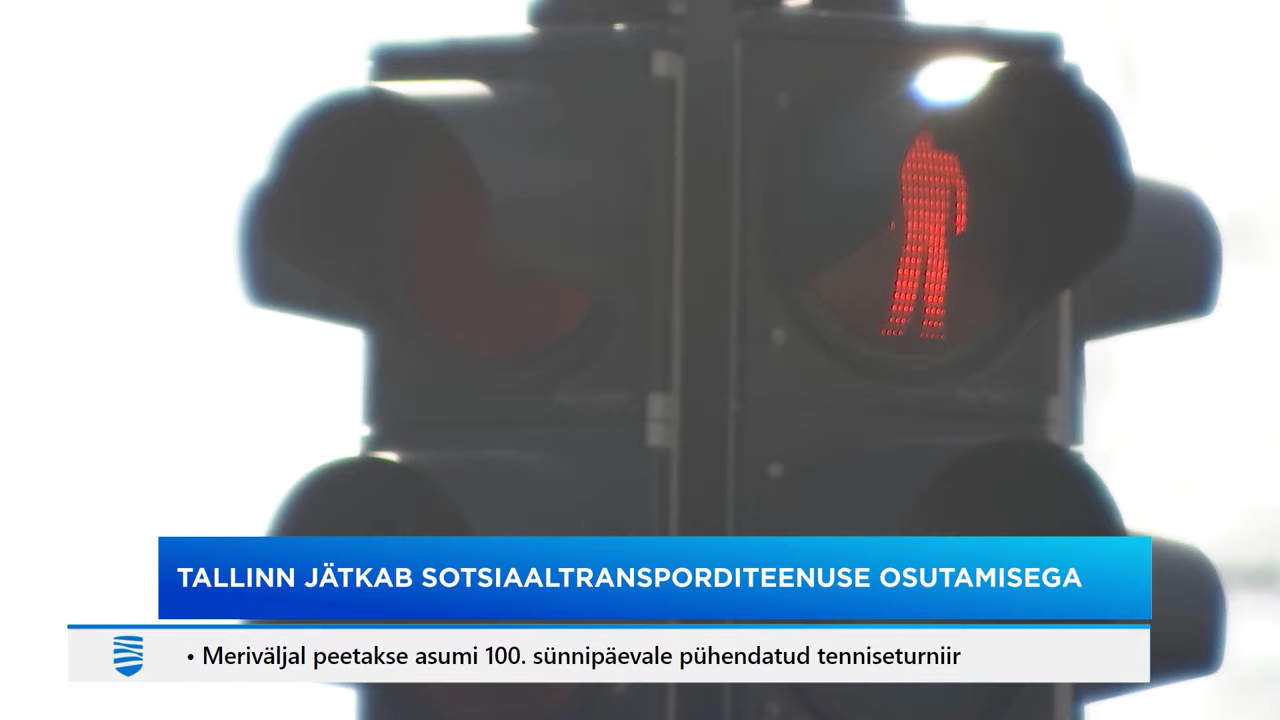 TALLINN JÄTKAB SOTSIAALTRANSPORDITEENUSE OSUTAMISEGA
• Meriväljal peetakse asumi 100. sünnipäevale pühendatud tenniseturniir